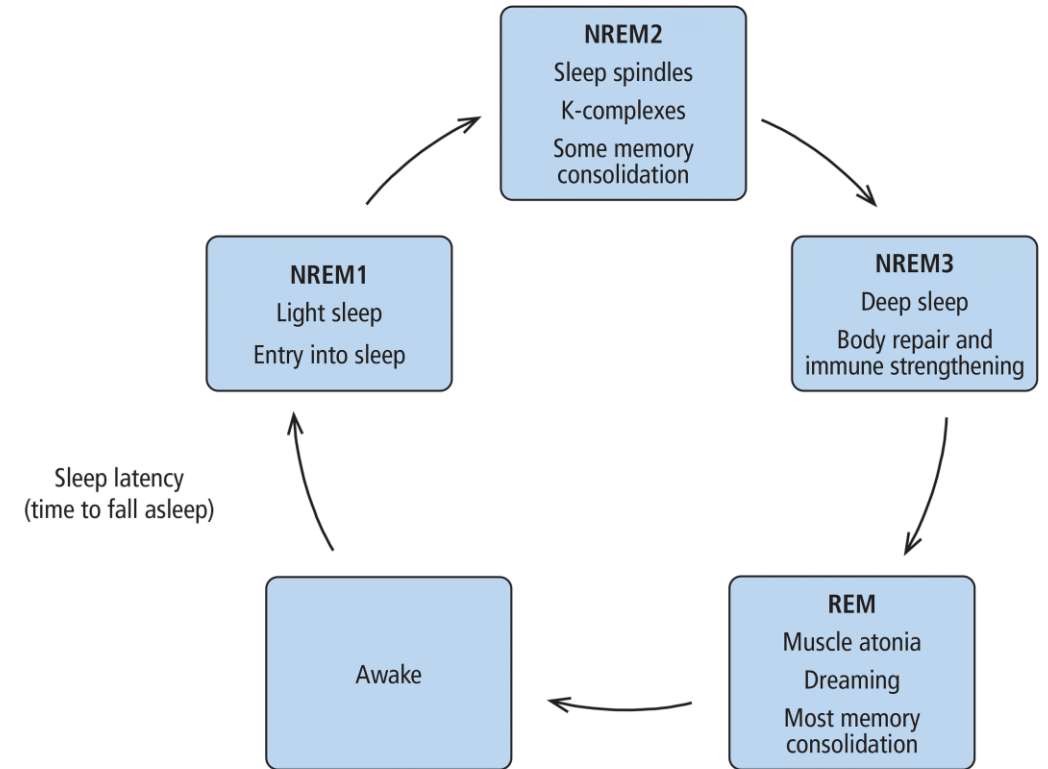 NREM2
Sleep spindles
K-complexes
Some memory
consolidation
NREM1
Light sleep
Entry into sleep
NREM3
Deep sleep
Body repair and
immune strengthening
Sleep latency
(time to fall asleep)
Awake
REM
Muscle atonia
Dreaming
Most memory
consolidation